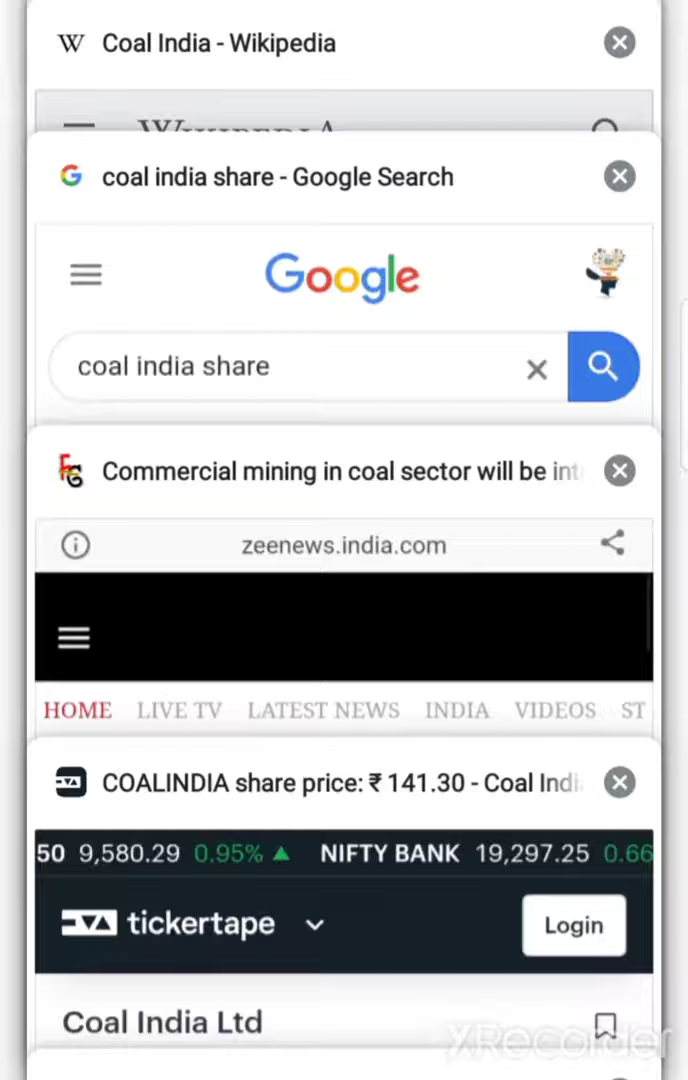 W Coal India - Wikipedia
WIKIPEDIA
coal india share - Google Search
Google
coal india share
Commercial mining in coal sector will be int
zeenews.india.com
HOME LIVE TV LATEST NEWS INDIA VIDEOS ST
COALINDIA share price: ₹ 141.30 - Coal Indi
50 9,580.29 0.95% ▲ NIFTY BANK 19,297.25 0.66
tickertape
Login
Coal India Ltd
XRecorder